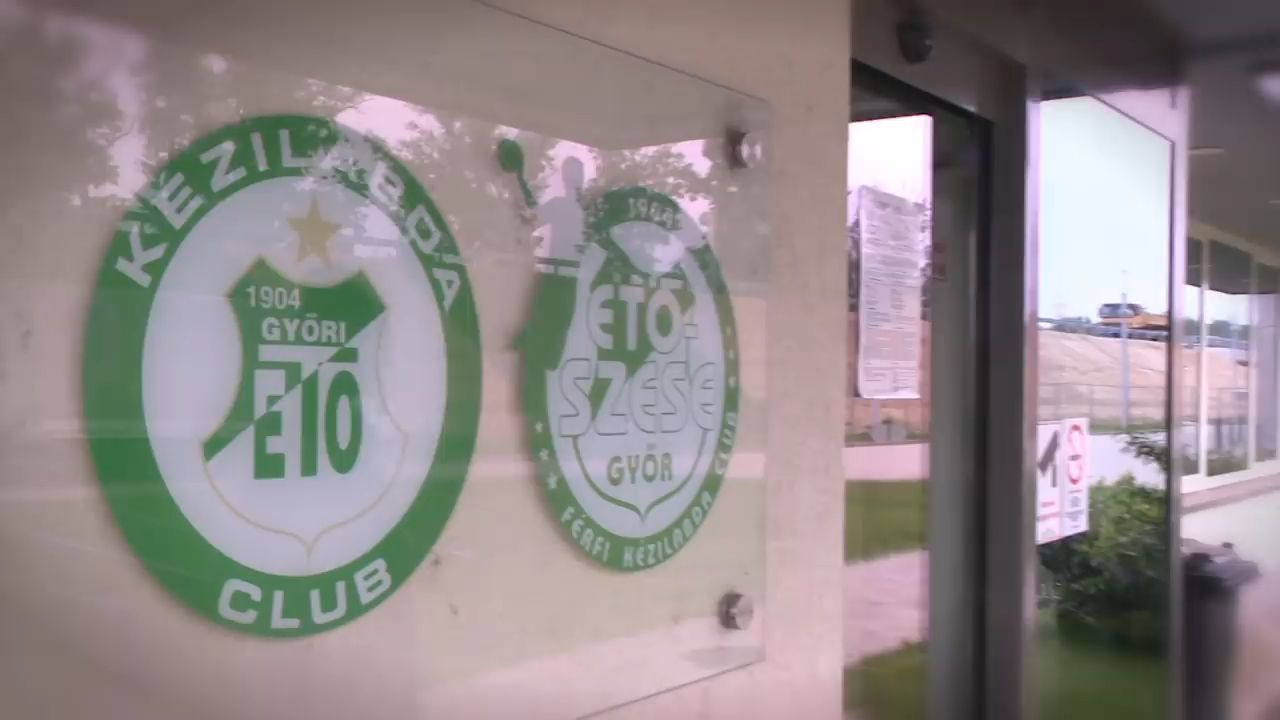 KÉZILABDA
1904
GYŐRI
ETO
CLUB
1904
ETO-
SZESE
GYŐR
FÉRFI KÉZILABDA CLUB